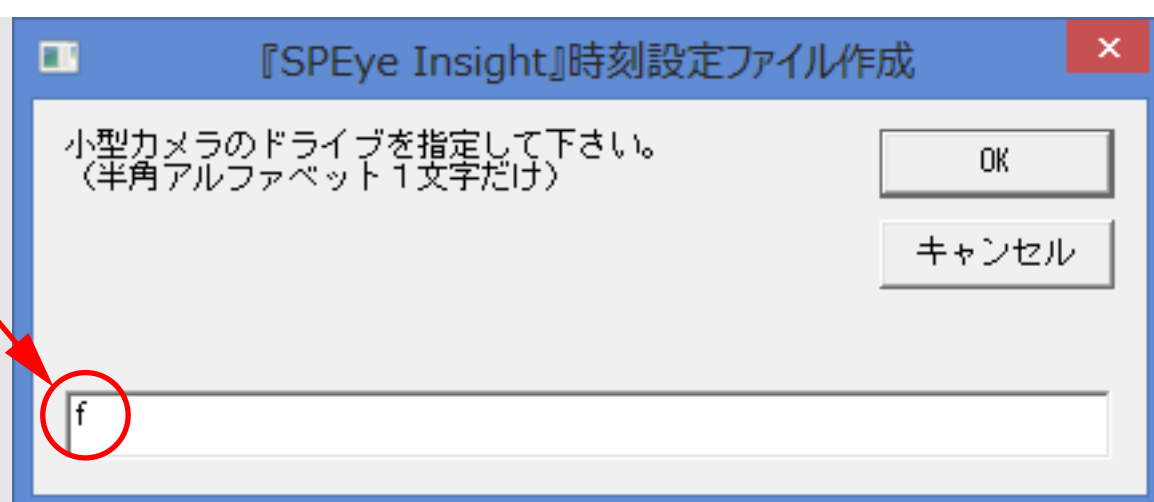 『SPEye Insight』時刻設定ファイル作成
小型カメラのドライブを指定して下さい。
（半角アルファベット１文字だけ）
OK
キャンセル
f